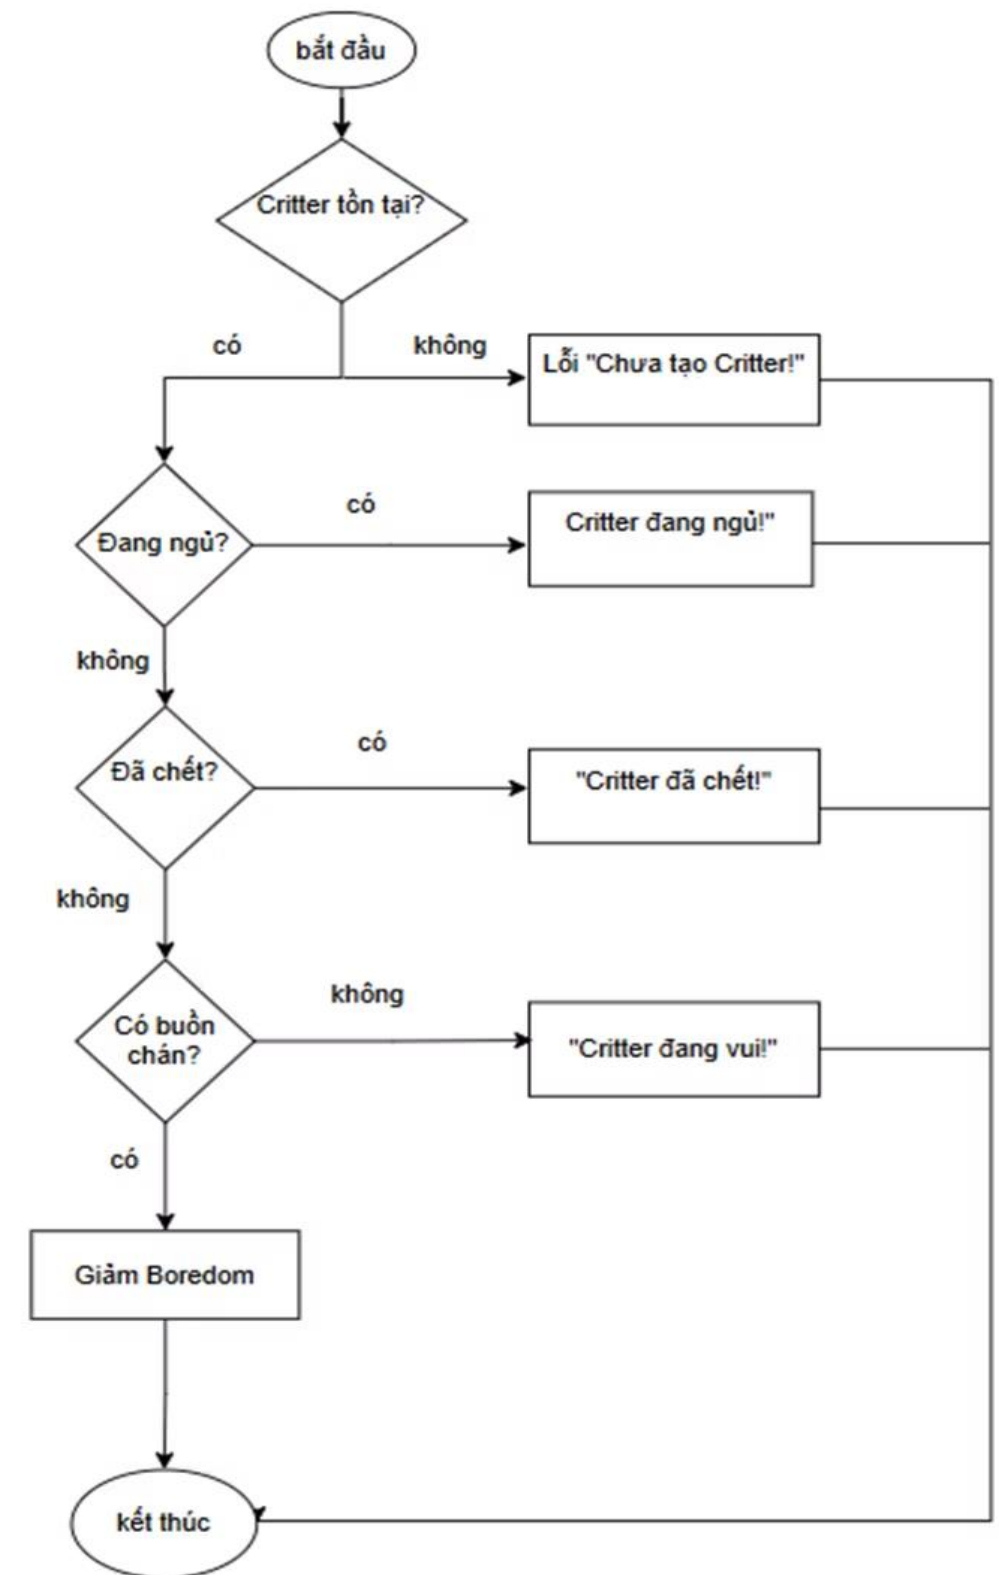 bắt đầu
Critter tồn tại?
có
không
Lỗi "Chưa tạo Critter!"
Đang ngủ?
có
Critter đang ngủ!"
không
Đã chết?
có
"Critter đã chết!"
không
Có buồn
chán?
không
"Critter đang vui!"
có
Giảm Boredom
kết thúc